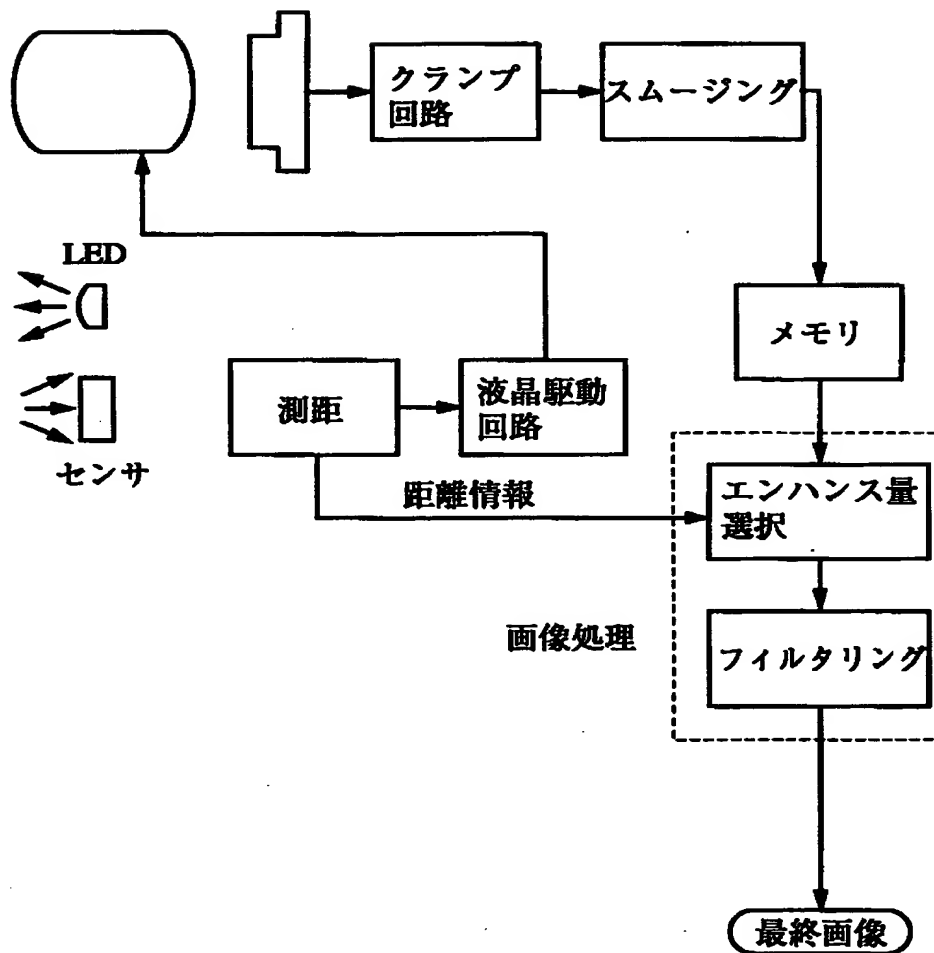 クランプ
回路
スムージング
LED
メモリ
測距
液晶駆動
回路
センサ
距離情報
エンハンス量
選択
画像処理
フィルタリング
最終画像